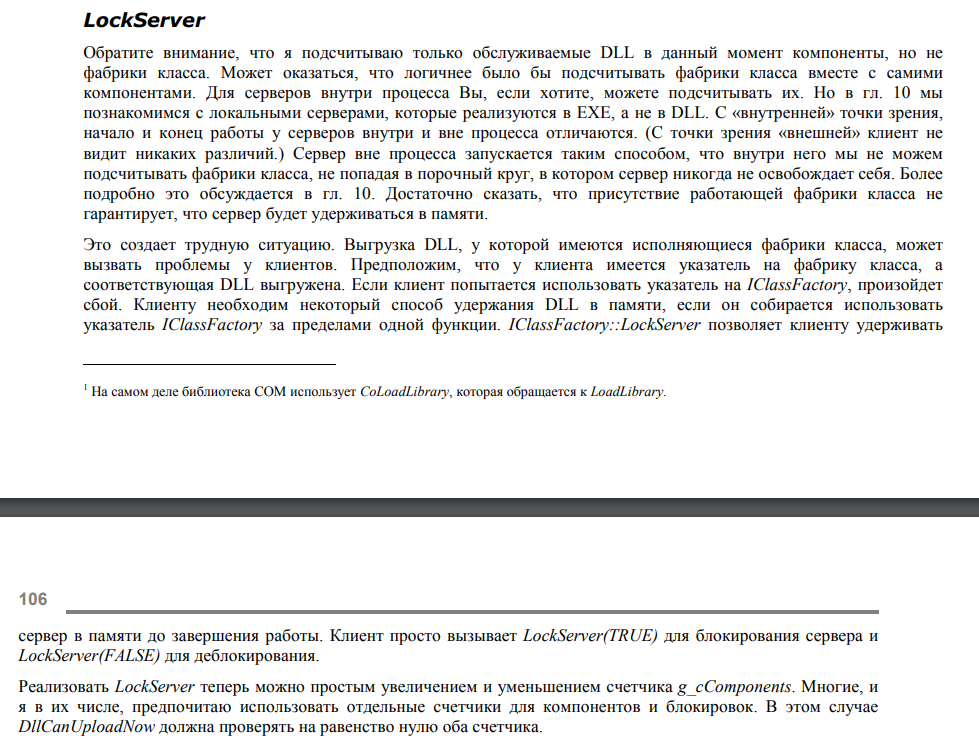 LockServer
Обратите внимание, что я подсчитываю только обслуживаемые DLL в данный момент компоненты, но не
фабрики класса. Может оказаться, что логичнее было бы подсчитывать фабрики класса вместе с самими
компонентами. Для серверов внутри процесса Вы, если хотите, можете подсчитывать их. Но в гл. 10 мы
познакомимся с локальными серверами, которые реализуются в EXE, а не в DLL. С «внутренней» точки зрения,
начало и конец работы у серверов внутри и вне процесса отличаются. (С точки зрения «внешней» клиент не
видит никаких различий.) Сервер вне процесса запускается таким способом, что внутри него мы не можем
подсчитывать фабрики класса, не попадая в порочный круг, в котором сервер никогда не освобождает себя. Более
подробно это обсуждается в гл. 10. Достаточно сказать, что присутствие работающей фабрики класса не
гарантирует, что сервер будет удерживаться в памяти.
Это создает трудную ситуацию. Выгрузка DLL, у которой имеются исполняющиеся фабрики класса, может
вызвать проблемы у клиентов. Предположим, что у клиента имеется указатель на фабрику класса, а
соответствующая DLL выгружена. Если клиент попытается использовать указатель на IClassFactory, произойдет
сбой. Клиенту необходим некоторый способ удержания DLL в памяти, если он собирается использовать
указатель IClassFactory за пределами одной функции. IClassFactory::LockServer позволяет клиенту удерживать
1 На самом деле библиотека COM использует CoLoadLibrary, которая обращается к LoadLibrary.
106
сервер в памяти до завершения работы. Клиент просто вызывает LockServer(TRUE) для блокирования сервера и
LockServer(FALSE) для деблокирования.
Реализовать LockServer теперь можно простым увеличением и уменьшением счетчика g_cComponents. Многие, и
я в их числе, предпочитаю использовать отдельные счетчики для компонентов и блокировок. В этом случае
DllCanUploadNow должна проверять на равенство нулю оба счетчика.